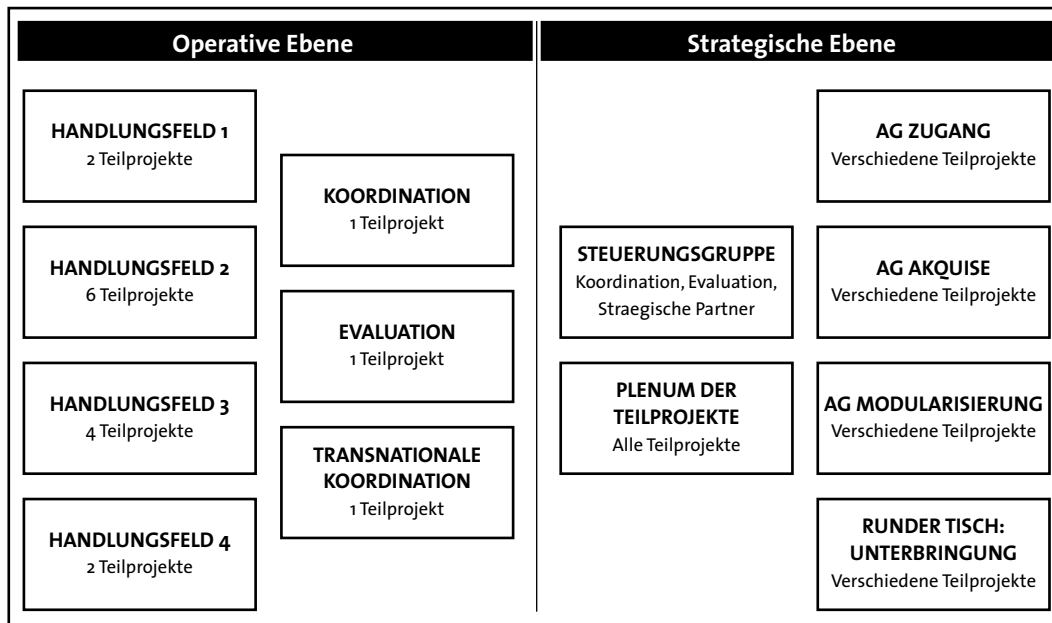 Operative Ebene
HANDLUNGSFELD 1
2 Teilprojekte
HANDLUNGSFELD 2
6 Teilprojekte
HANDLUNGSFELD 3
4 Teilprojekte
HANDLUNGSFELD 4
2 Teilprojekte
KOORDINATION
1 Teilprojekt
EVALUATION
1 Teilprojekt
TRANSNATIONALE
KOORDINATION
1 Teilprojekt
Strategische Ebene
STEUERUNGSGRUPPE
Koordination, Evaluation,
Straegische Partner
PLENUM DER
TEILPROJEKTE
Alle Teilprojekte
AG ZUGANG
Verschiedene Teilprojekte
AG AKQUISE
Verschiedene Teilprojekte
AG MODULARISIERUNG
Verschiedene Teilprojekte
RUNDER TISCH:
UNTERBRINGUNG
Verschiedene Teilprojekte